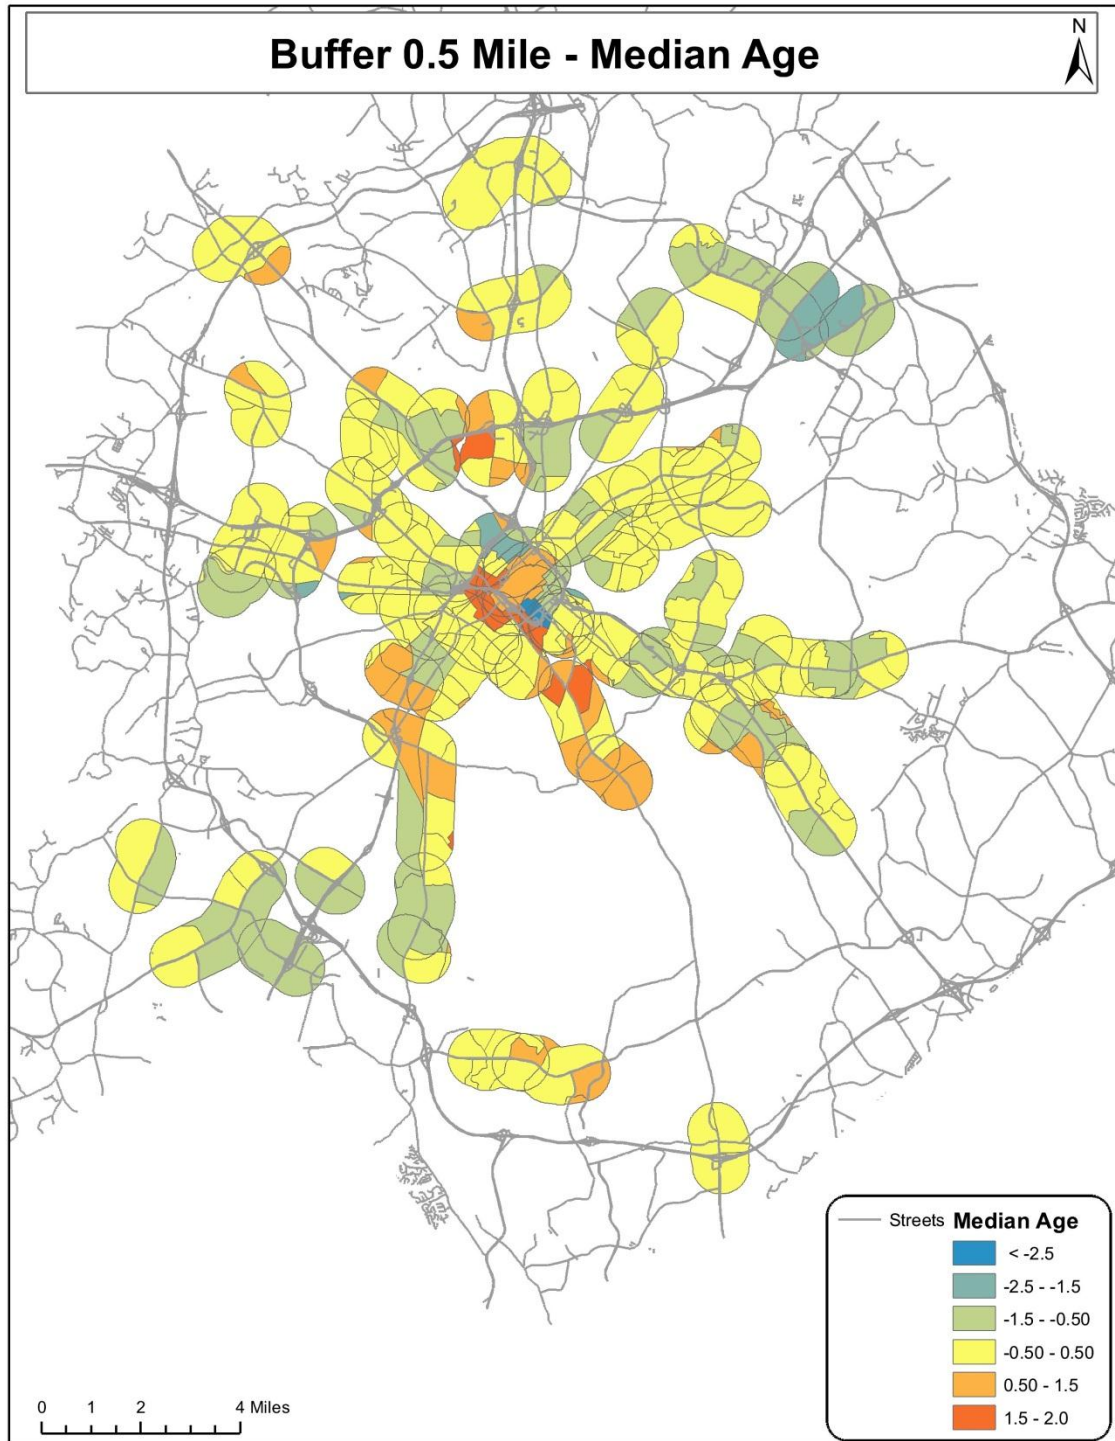 Buffer 0.5 Mile - Median Age
N
Streets Median Age
< -2.5
-2.5 - -1.5
-1.5 - -0.50
-0.50 - 0.50
0.50 - 1.5
1.5 - 2.0
0 1 2 4 Miles